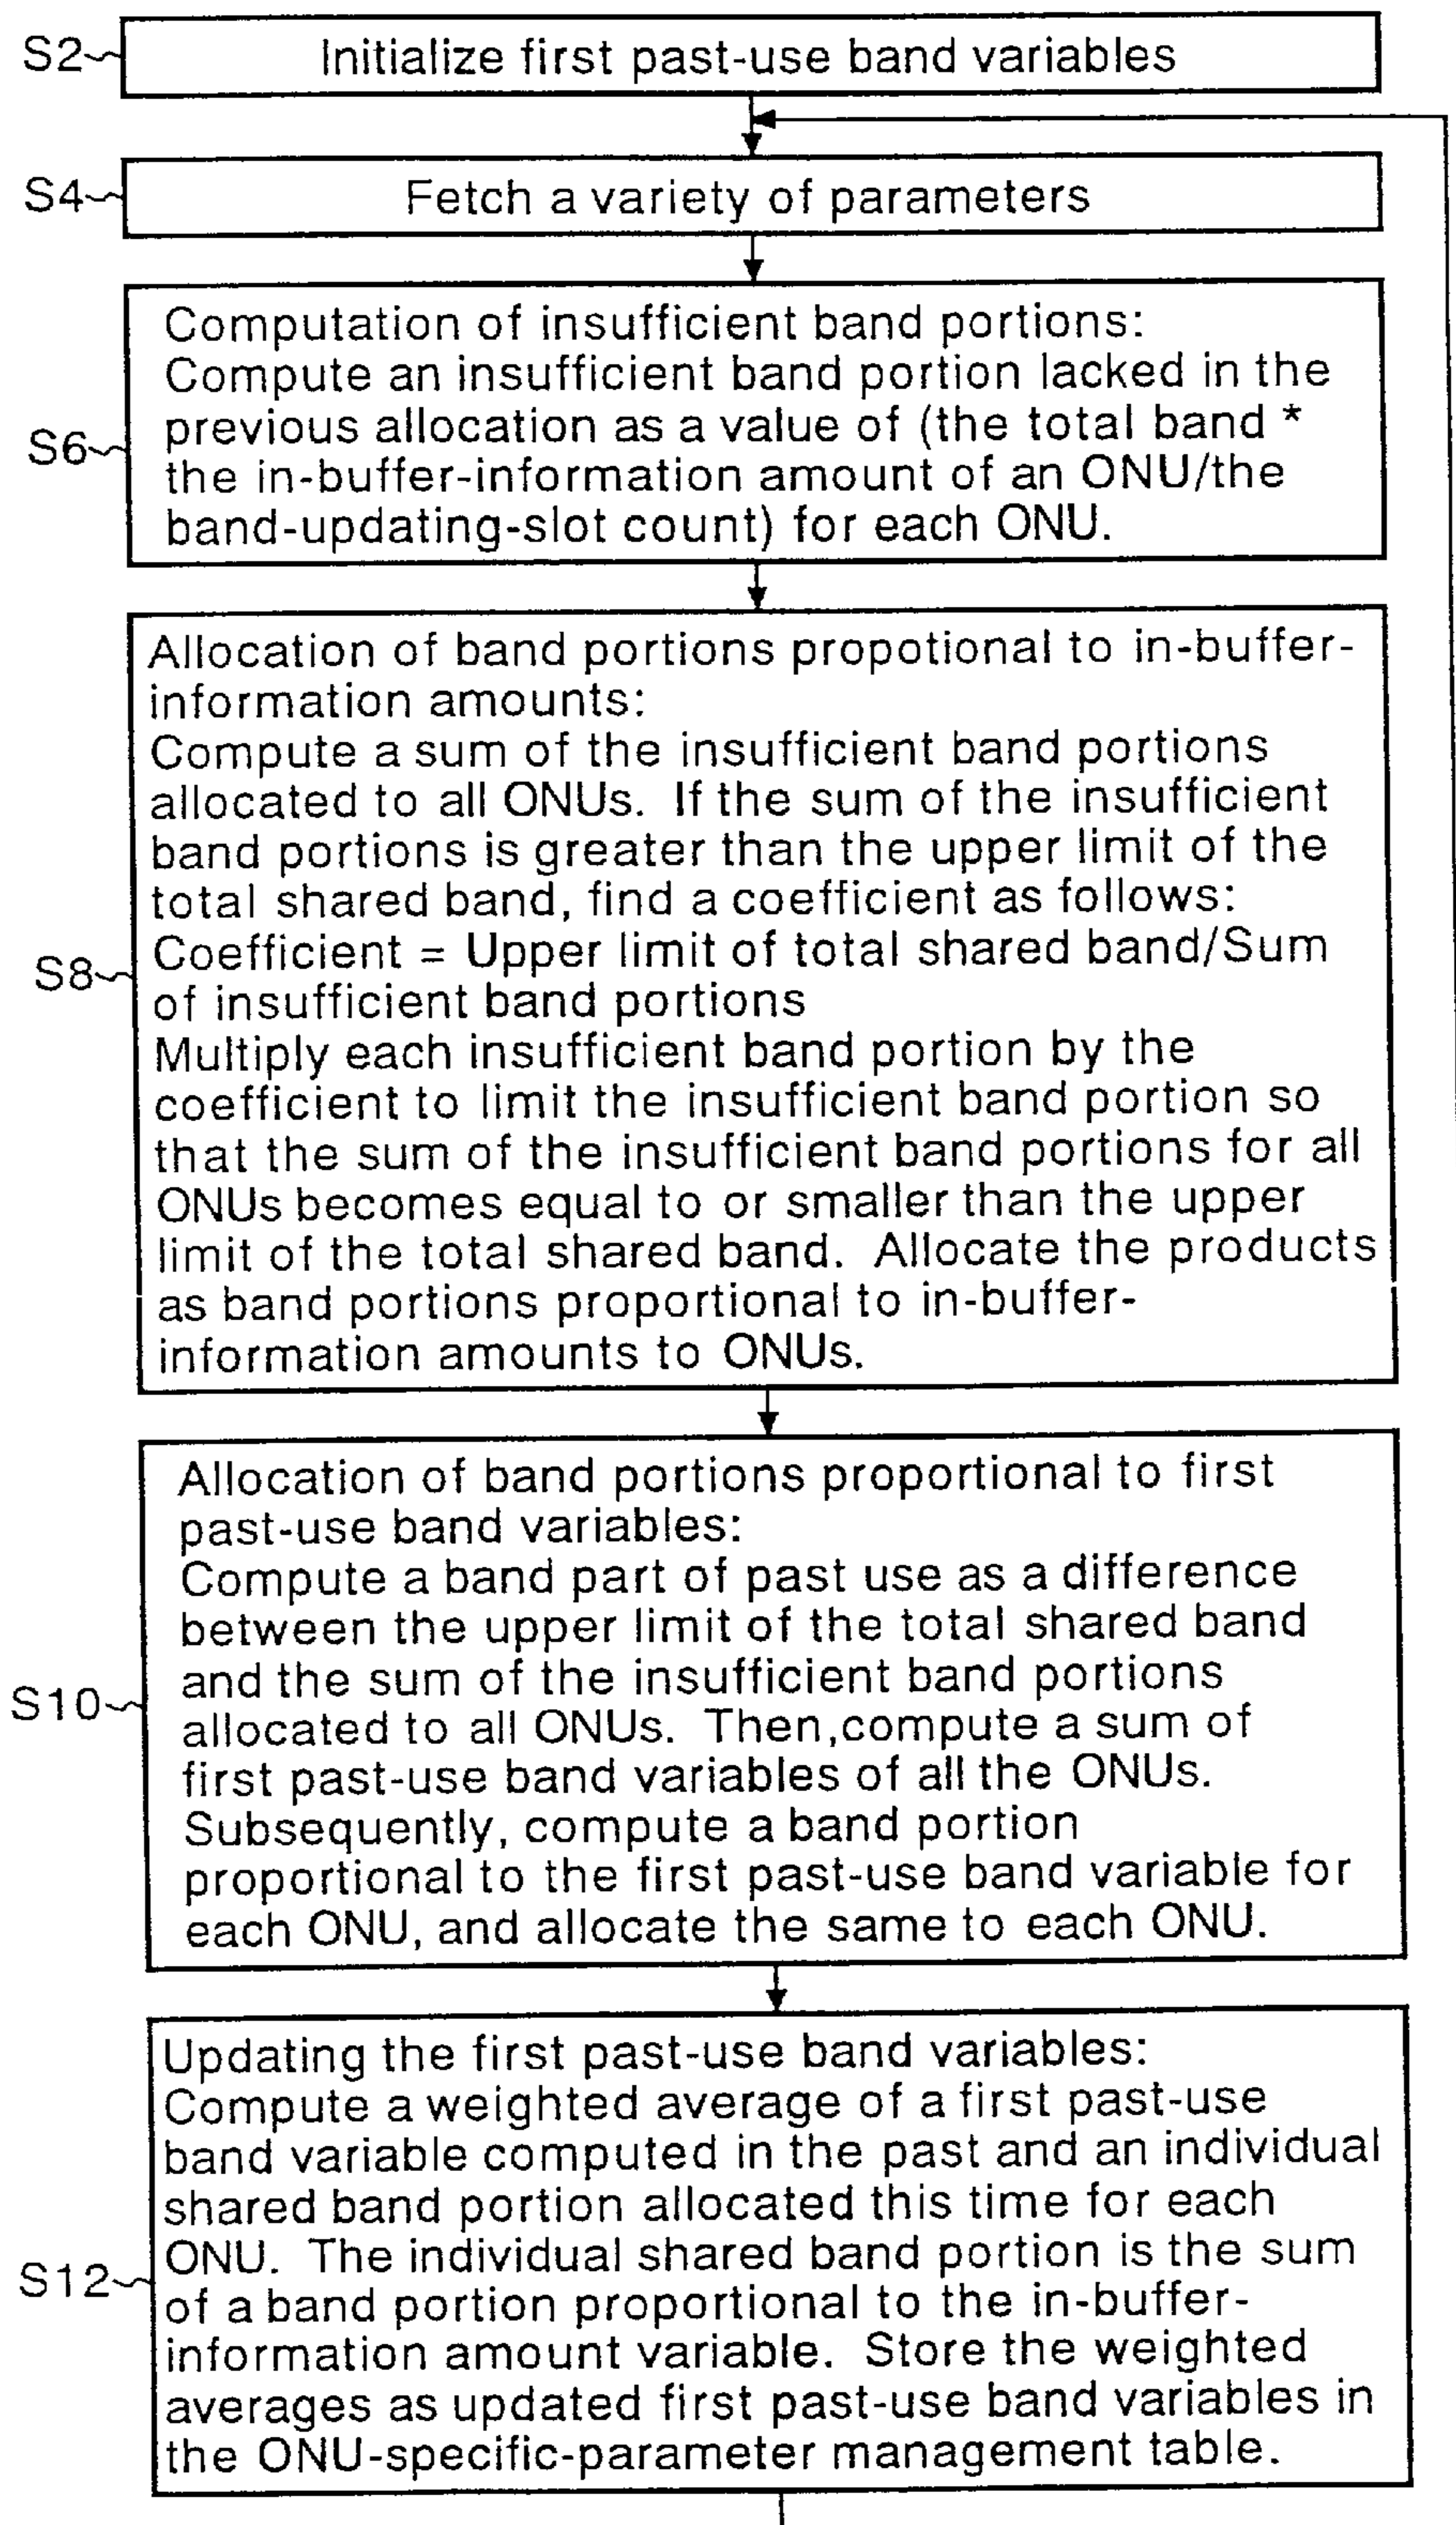 S2
Initialize first past-use band variables
S4
Fetch a variety of parameters
S6
Computation of insufficient band portions:
Compute an insufficient band portion lacked in the
previous allocation as a value of (the total band *
the in-buffer-information amount of an ONU/the
band-updating-slot count) for each ONU.
S8
Allocation of band portions propotional to in-buffer-
information amounts:
Compute a sum of the insufficient band portions
allocated to all ONUs. If the sum of the insufficient
band portions is greater than the upper limit of the
total shared band, find a coefficient as follows:
Coefficient = Upper limit of total shared band/Sum
of insufficient band portions
Multiply each insufficient band portion by the
coefficient to limit the insufficient band portion so
that the sum of the insufficient band portions for all
ONUs becomes equal to or smaller than the upper
limit of the total shared band. Allocate the products
as band portions proportional to in-buffer-
information amounts to ONUs.
S10
Allocation of band portions proportional to first
past-use band variables:
Compute a band part of past use as a difference
between the upper limit of the total shared band
and the sum of the insufficient band portions
allocated to all ONUs. Then,compute a sum of
first past-use band variables of all the ONUs.
Subsequently, compute a band portion
proportional to the first past-use band variable for
each ONU, and allocate the same to each ONU.
S12
Updating the first past-use band variables:
Compute a weighted average of a first past-use
band variable computed in the past and an individual
shared band portion allocated this time for each
ONU. The individual shared band portion is the sum
of a band portion proportional to the in-buffer-
information amount variable. Store the weighted
averages as updated first past-use band variables in
the ONU-specific-parameter management table.